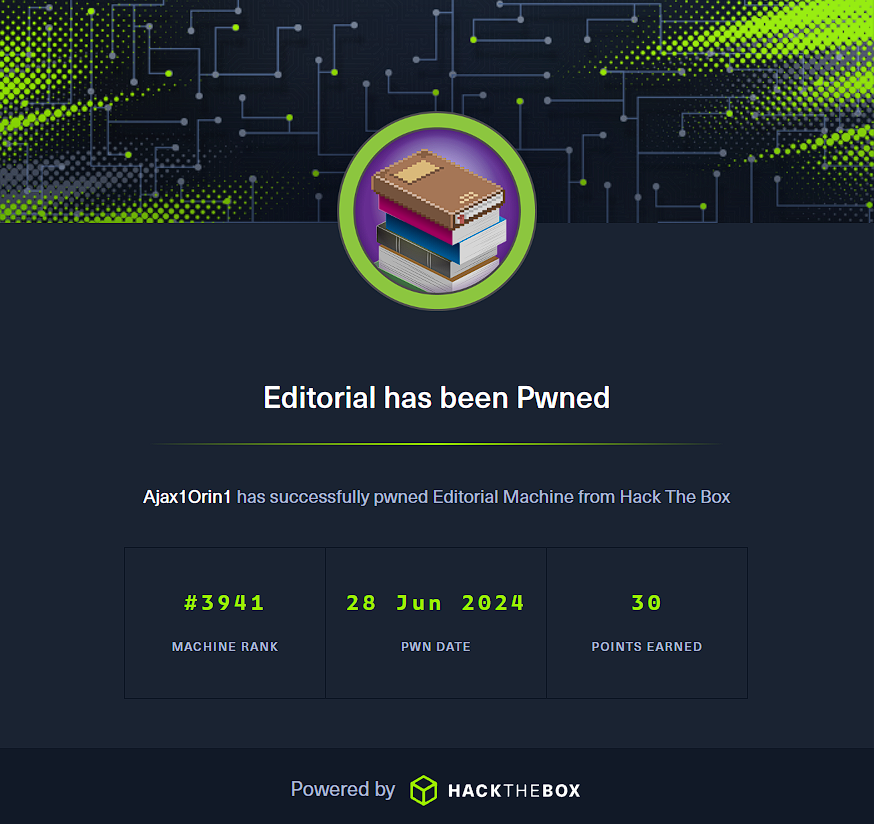 Editorial has been Pwned
Ajax1Orin1 has successfully pwned Editorial Machine from Hack The Box
#3941 28 Jun 2024 30
MACHINE RANK PWN DATE POINTS EARNED
Powered by HACKTHEBOX